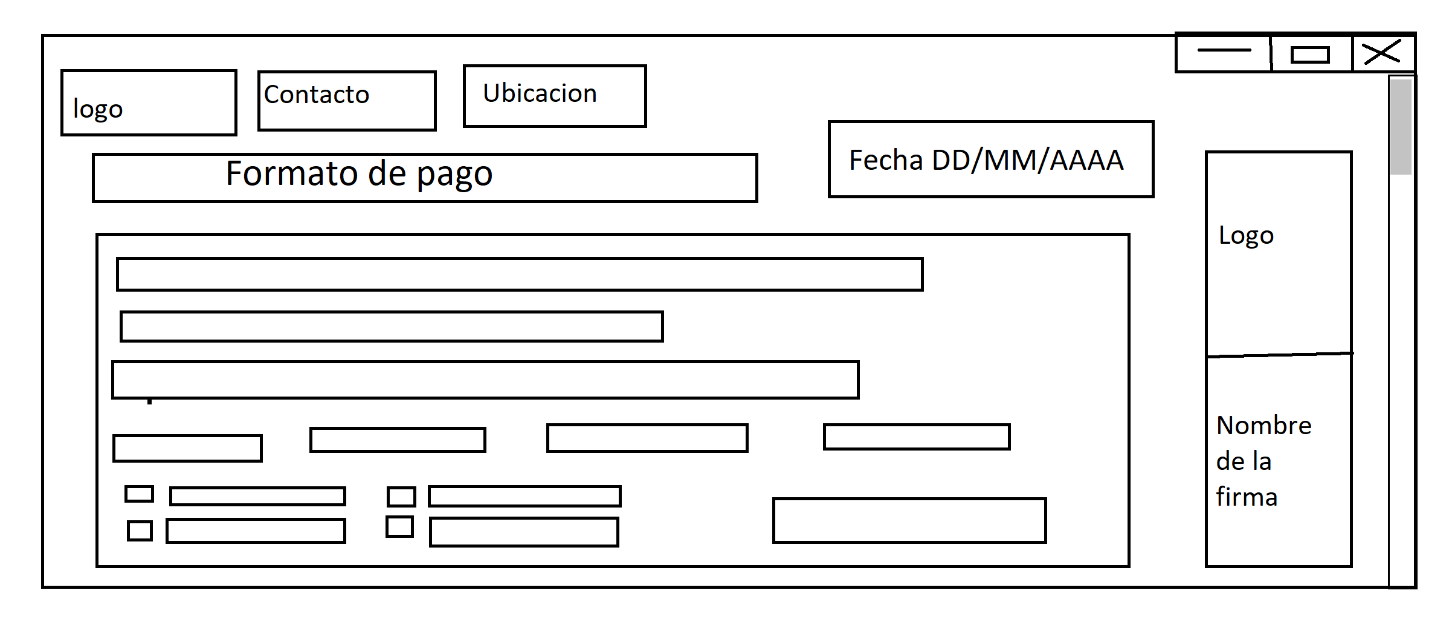 logo
Contacto
Ubicacion
Formato de pago
Fecha DD/MM/AAAA
Logo
Nombre
de la
firma